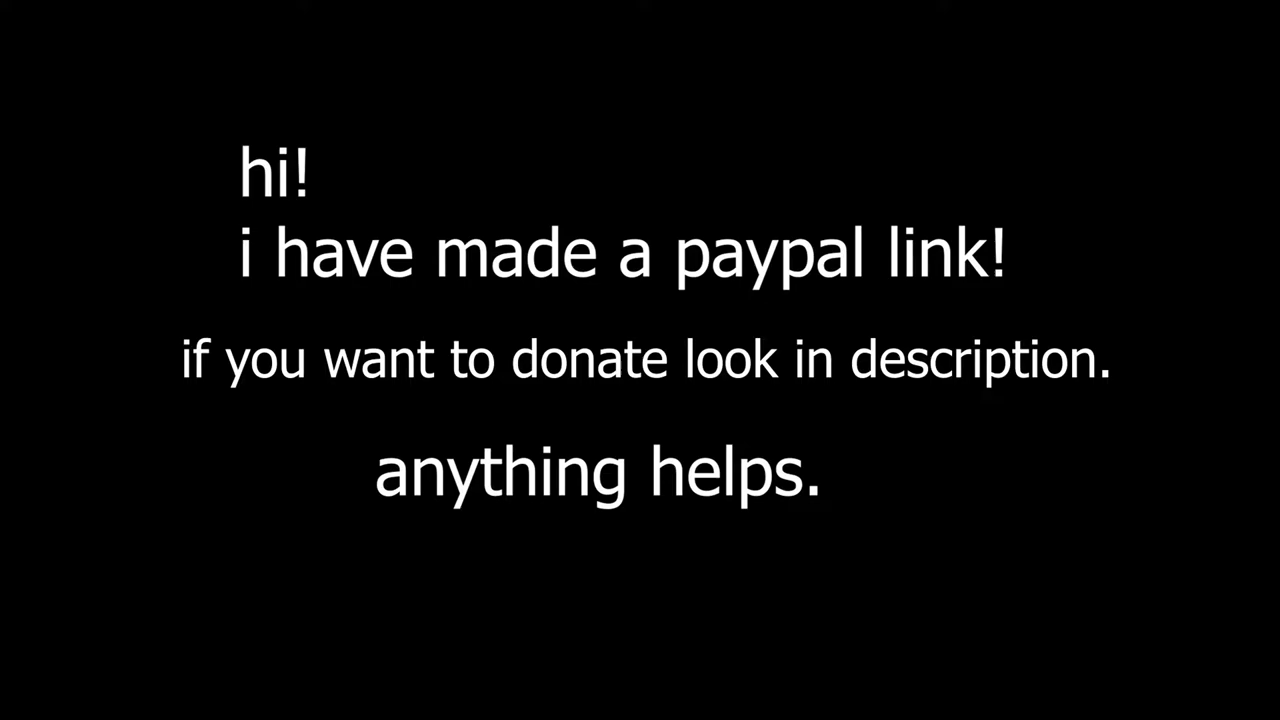 hi!
i have made a paypal link!
if you want to donate look in description.
anything helps.